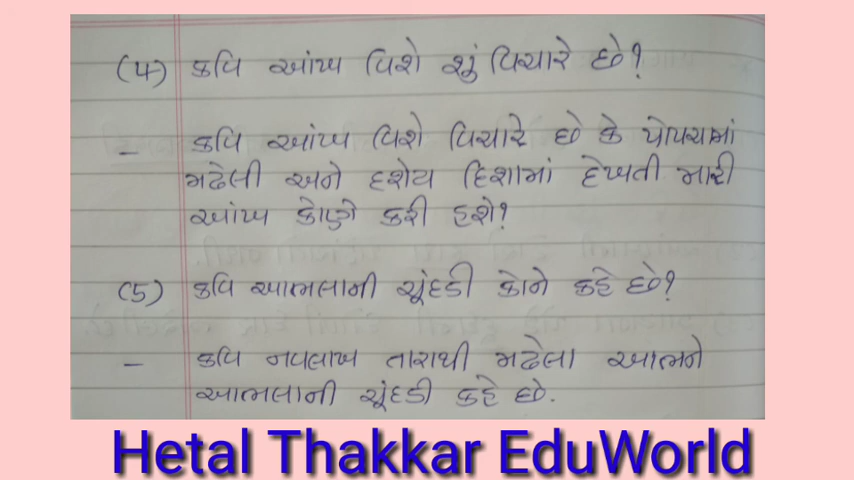 (૫) કવિ આંખ વિશે શું વિચારે છે?
- કવિ આંખ વિશે વિચારે છે કે પોપચામાં
મઢેલી અને દશેય દિશામાં દેખતી મારી
આંખ કોણે કરી હશે?
(5) કવિ આભલાની ચૂંદડી કોને કહે છે?
- કવિ નવલાખ તારાથી મઢેલા આભને
આભલાની ચૂંદડી કહે છે.
Hetal Thakkar EduWorld